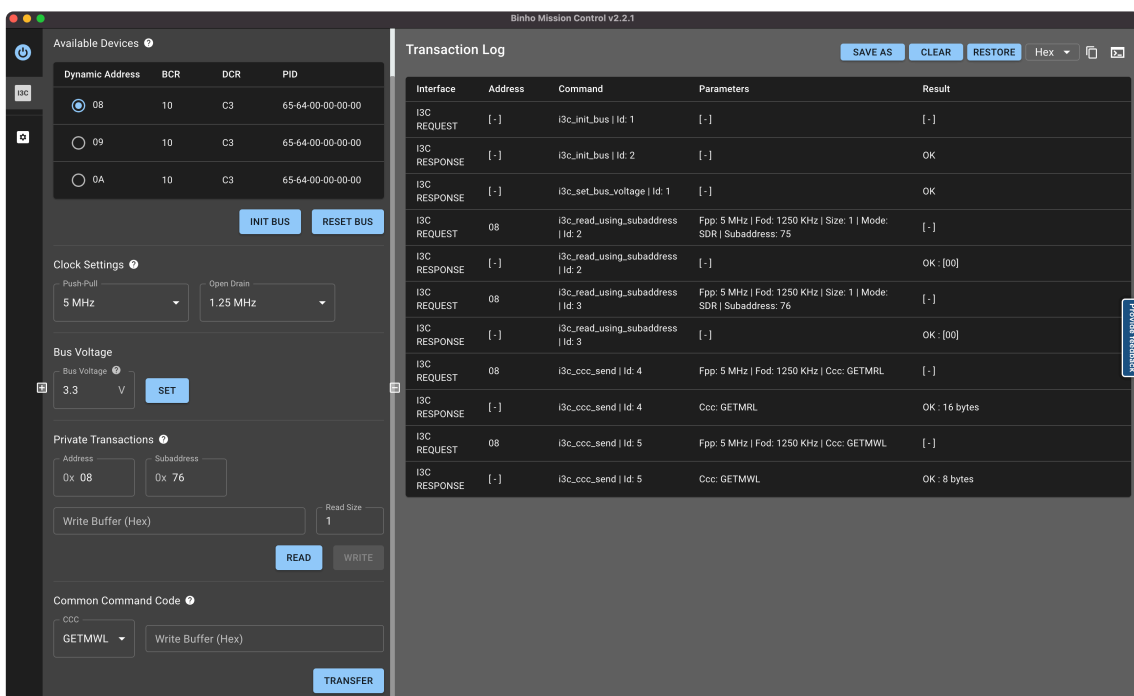 Binho Mission Control v2.2.1
Available Devices
Dynamic Address BCR DCR PID
08 10 C3 65-64-00-00-00-00
09 10 C3 65-64-00-00-00-00
0A 10 C3 65-64-00-00-00-00
INIT BUS RESET BUS
I3C
Clock Settings
Push-Pull Open Drain
5 MHz 1.25 MHz
Bus Voltage
Bus Voltage
3.3 V SET
Private Transactions
Address Subaddress
0x 08 0x 76
Write Buffer (Hex) Read Size
1
READ WRITE
Common Command Code
CCC
GETMWL Write Buffer (Hex)
TRANSFER
Transaction Log
SAVE AS CLEAR RESTORE Hex
Interface Address Command Parameters Result
I3C
REQUEST [ - ] i3c_init_bus | Id: 1 [ - ] [ - ]
I3C
RESPONSE [ - ] i3c_init_bus | Id: 2 [ - ] OK
I3C
RESPONSE [ - ] i3c_set_bus_voltage | Id: 1 [ - ] OK
I3C
REQUEST 08 i3c_read_using_subaddress
| Id: 2 Fpp: 5 MHz | Fod: 1250 KHz | Size: 1 | Mode:
SDR | Subaddress: 75 [ - ]
I3C
RESPONSE [ - ] i3c_read_using_subaddress
| Id: 2 [ - ] OK : [00]
I3C
REQUEST 08 i3c_read_using_subaddress
| Id: 3 Fpp: 5 MHz | Fod: 1250 KHz | Size: 1 | Mode:
SDR | Subaddress: 76 [ - ]
I3C
RESPONSE [ - ] i3c_read_using_subaddress
| Id: 3 [ - ] OK : [00]
I3C
REQUEST 08 i3c_ccc_send | Id: 4 Fpp: 5 MHz | Fod: 1250 KHz | Ccc: GETMRL [ - ]
I3C
RESPONSE [ - ] i3c_ccc_send | Id: 4 Ccc: GETMRL OK : 16 bytes
I3C
REQUEST 08 i3c_ccc_send | Id: 5 Fpp: 5 MHz | Fod: 1250 KHz | Ccc: GETMWL [ - ]
I3C
RESPONSE [ - ] i3c_ccc_send | Id: 5 Ccc: GETMWL OK : 8 bytes
Provide feedback